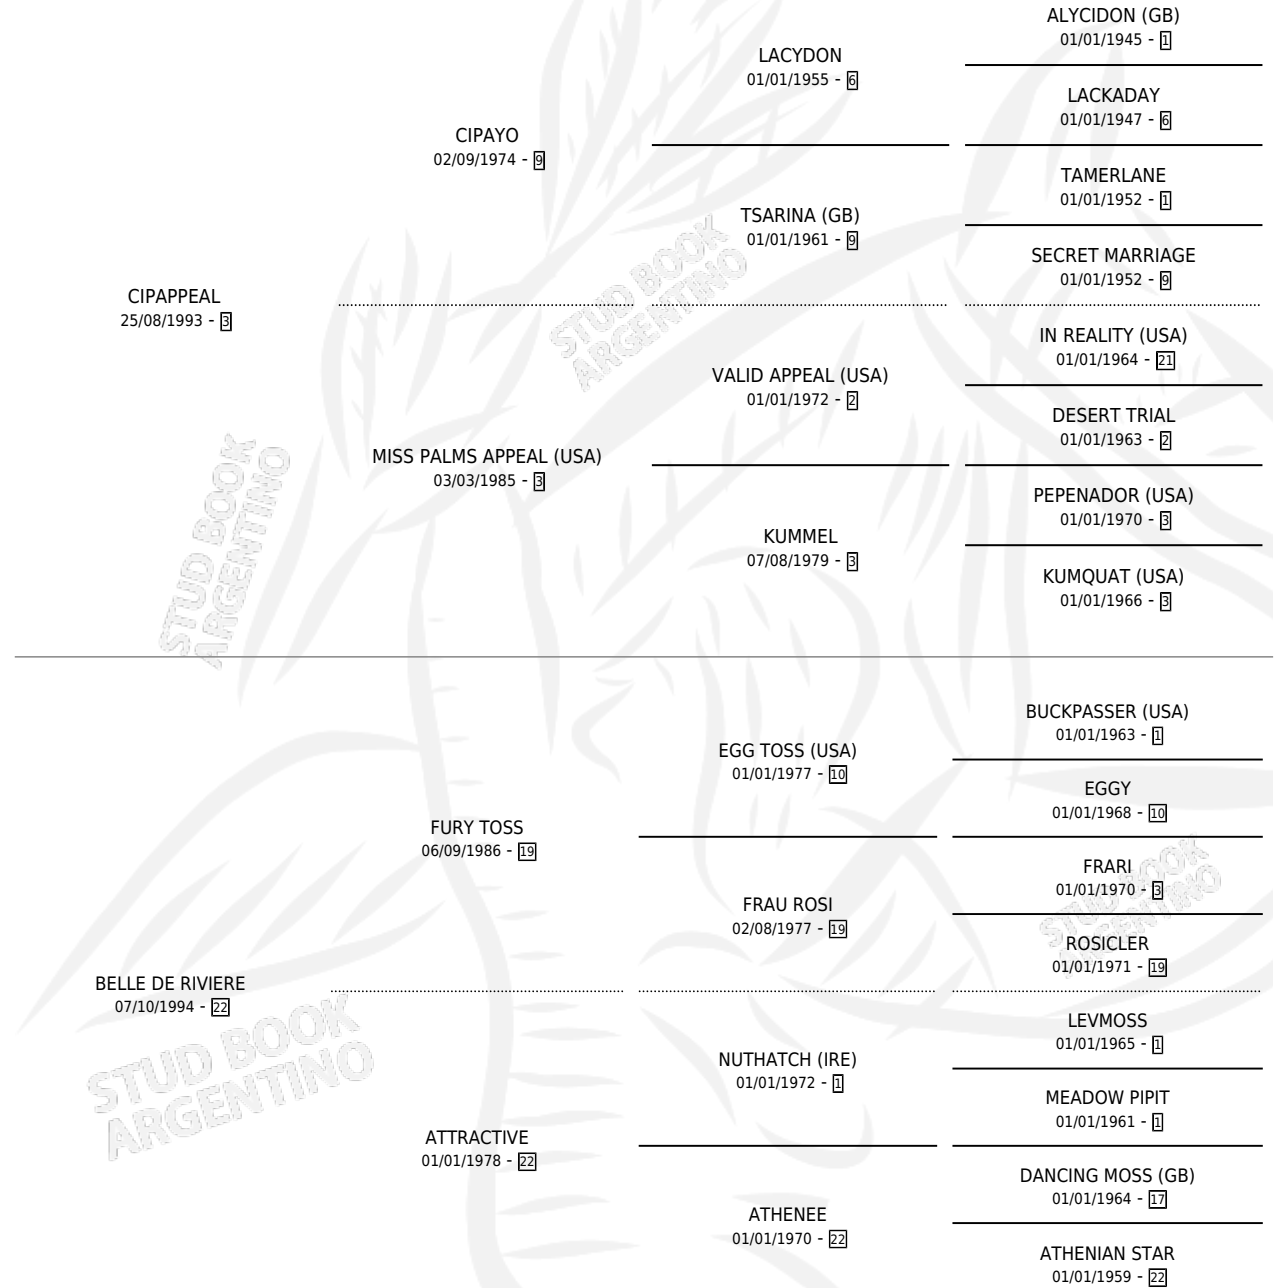 ALYCIDON (GB)
01/01/1945 - 1
LACYDON
01/01/1955 - 6
LACKADAY
01/01/1947 - 6
CIPAYO
02/09/1974 - 9
TAMERLANE
01/01/1952 - 1
TSARINA (GB)
01/01/1961 - 9
SECRET MARRIAGE
01/01/1952 - 9
CIPAPPEAL
25/08/1993 - 3
STUD BOOK
ARGENTINO
IN REALITY (USA)
01/01/1964 - 21
VALID APPEAL (USA)
01/01/1972 - 2
DESERT TRIAL
01/01/1963 - 2
MISS PALMS APPEAL (USA)
03/03/1985 - 3
PEPENADOR (USA)
01/01/1970 - 3
KUMMEL
07/08/1979 - 3
KUMQUAT (USA)
01/01/1966 - 3
STUD BOOK
ARGENTINO
BUCKPASSER (USA)
01/01/1963 - 1
EGG TOSS (USA)
01/01/1977 - 10
EGGY
01/01/1968 - 10
FURY TOSS
06/09/1986 - 19
FRARI
01/01/1970 - 3
FRAU ROSI
02/08/1977 - 19
ROSICLER
01/01/1971 - 19
STUD BOOK
ARGENTINO
BELLE DE RIVIERE
07/10/1994 - 22
LEVMOSS
01/01/1965 - 1
NUTHATCH (IRE)
01/01/1972 - 1
MEADOW PIPIT
01/01/1961 - 1
STUD BOOK
ARGENTINO
ATTRACTIVE
01/01/1978 - 22
DANCING MOSS (GB)
01/01/1964 - 17
ATHENEE
01/01/1970 - 22
ATHENIAN STAR
01/01/1959 - 22